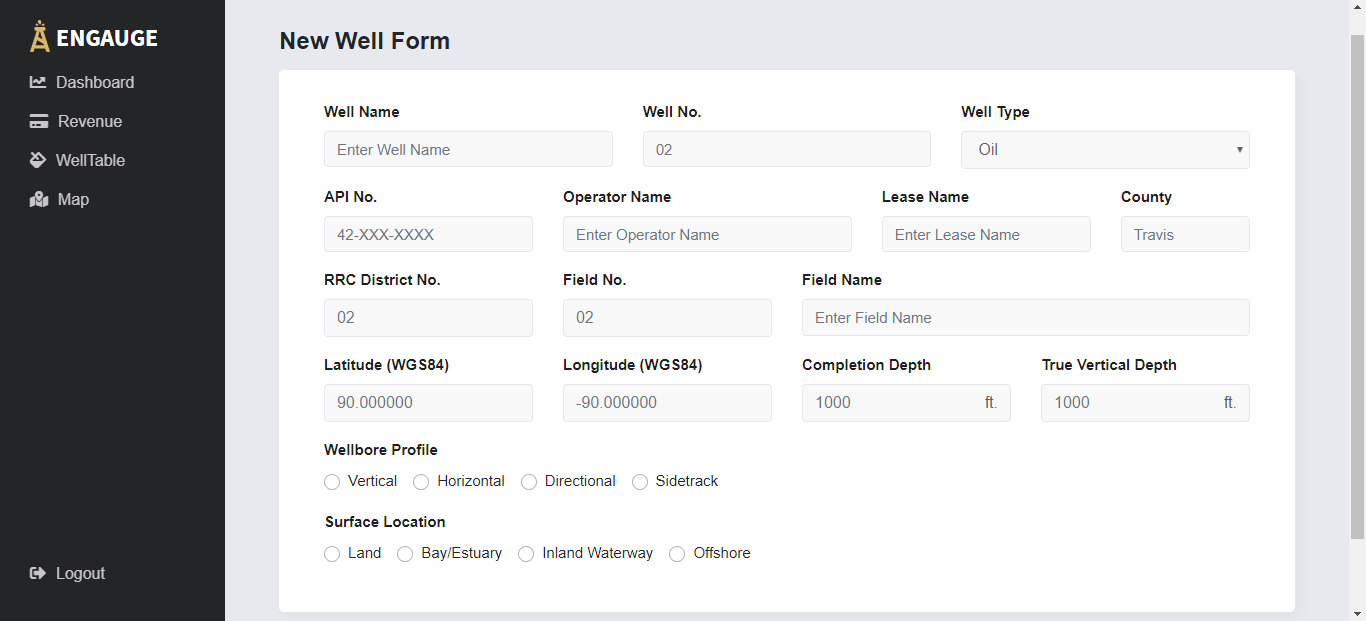 ENGAUGE
Dashboard
Revenue
WellTable
Map
Logout
New Well Form
Well Name Well No. Well Type
Enter Well Name 02 Oil
API No. Operator Name Lease Name County
42-XXX-XXXX Enter Operator Name Enter Lease Name Travis
RRC District No. Field No. Field Name
02 02 Enter Field Name
Latitude (WGS84) Longitude (WGS84) Completion Depth True Vertical Depth
90.000000 -90.000000 1000 ft. 1000 ft.
Wellbore Profile
Vertical Horizontal Directional Sidetrack
Surface Location
Land Bay/Estuary Inland Waterway Offshore